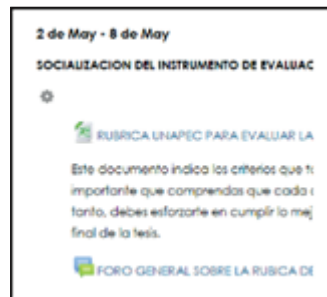 2 de May - 8 de May
SOCIALIZACION DEL INSTRUMENTO DE EVALUAC
RUBRICA UNAPEC PARA EVALUAR LA
Este documento indica los criterios que t
importante que comprendas que cada
tanto, debes esforzarte en cumplir lo mej
final de la tesis.
FORO GENERAL SOBRE LA RUBICA DE